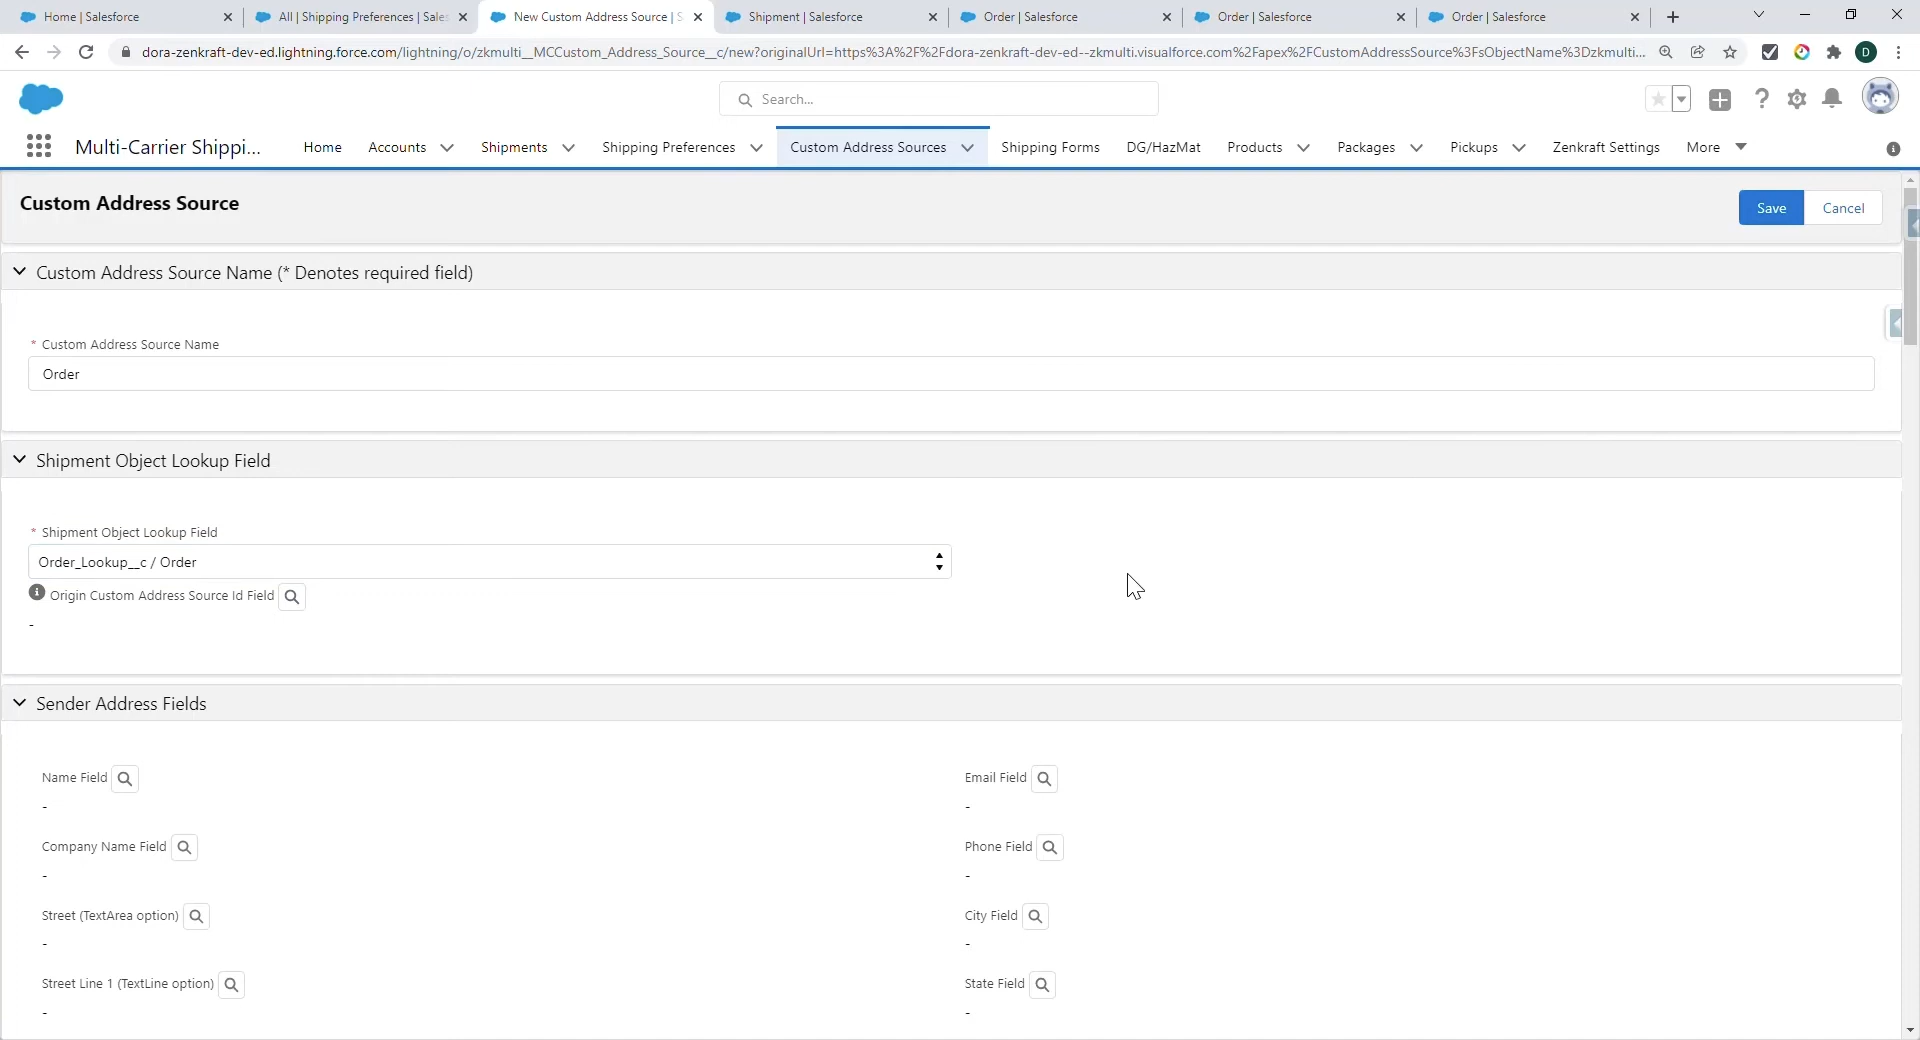 Home | Salesforce
All | Shipping Preferences | Sales
New Custom Address Source | S
Shipment | Salesforce
Order | Salesforce
Order | Salesforce
Order | Salesforce
dora-zenkraft-dev-ed.lightning.force.com/lightning/o/zkmulti__MCCustom_Address_Source__c/new?originalUrl=https%3A%2F%2Fdora-zenkraft-dev-ed--zkmulti.visualforce.com%2Fapex%2FCustomAddressSource%3FsObjectName%3Dzkmulti...
D
Search...
Multi-Carrier Shippi...
Home
Accounts
Shipments
Shipping Preferences
Custom Address Sources
Shipping Forms
DG/HazMat
Products
Packages
Pickups
Zenkraft Settings
More
Custom Address Source
Save
Cancel
Custom Address Source Name (* Denotes required field)
* Custom Address Source Name
Order
Shipment Object Lookup Field
* Shipment Object Lookup Field
Order_Lookup__c / Order
Origin Custom Address Source Id Field
-
Sender Address Fields
Name Field
-
Email Field
-
Company Name Field
-
Phone Field
-
Street (TextArea option)
-
City Field
-
Street Line 1 (TextLine option)
-
State Field
-